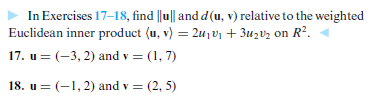 ► In Exercises 17–18, find ||u|| and d(u, v) relative to the weighted
Euclidean inner product ⟨u, v⟩ = 2u₁v₁ + 3u₂v₂ on R². ◄
17. u = (−3, 2) and v = (1, 7)
18. u = (−1, 2) and v = (2, 5)